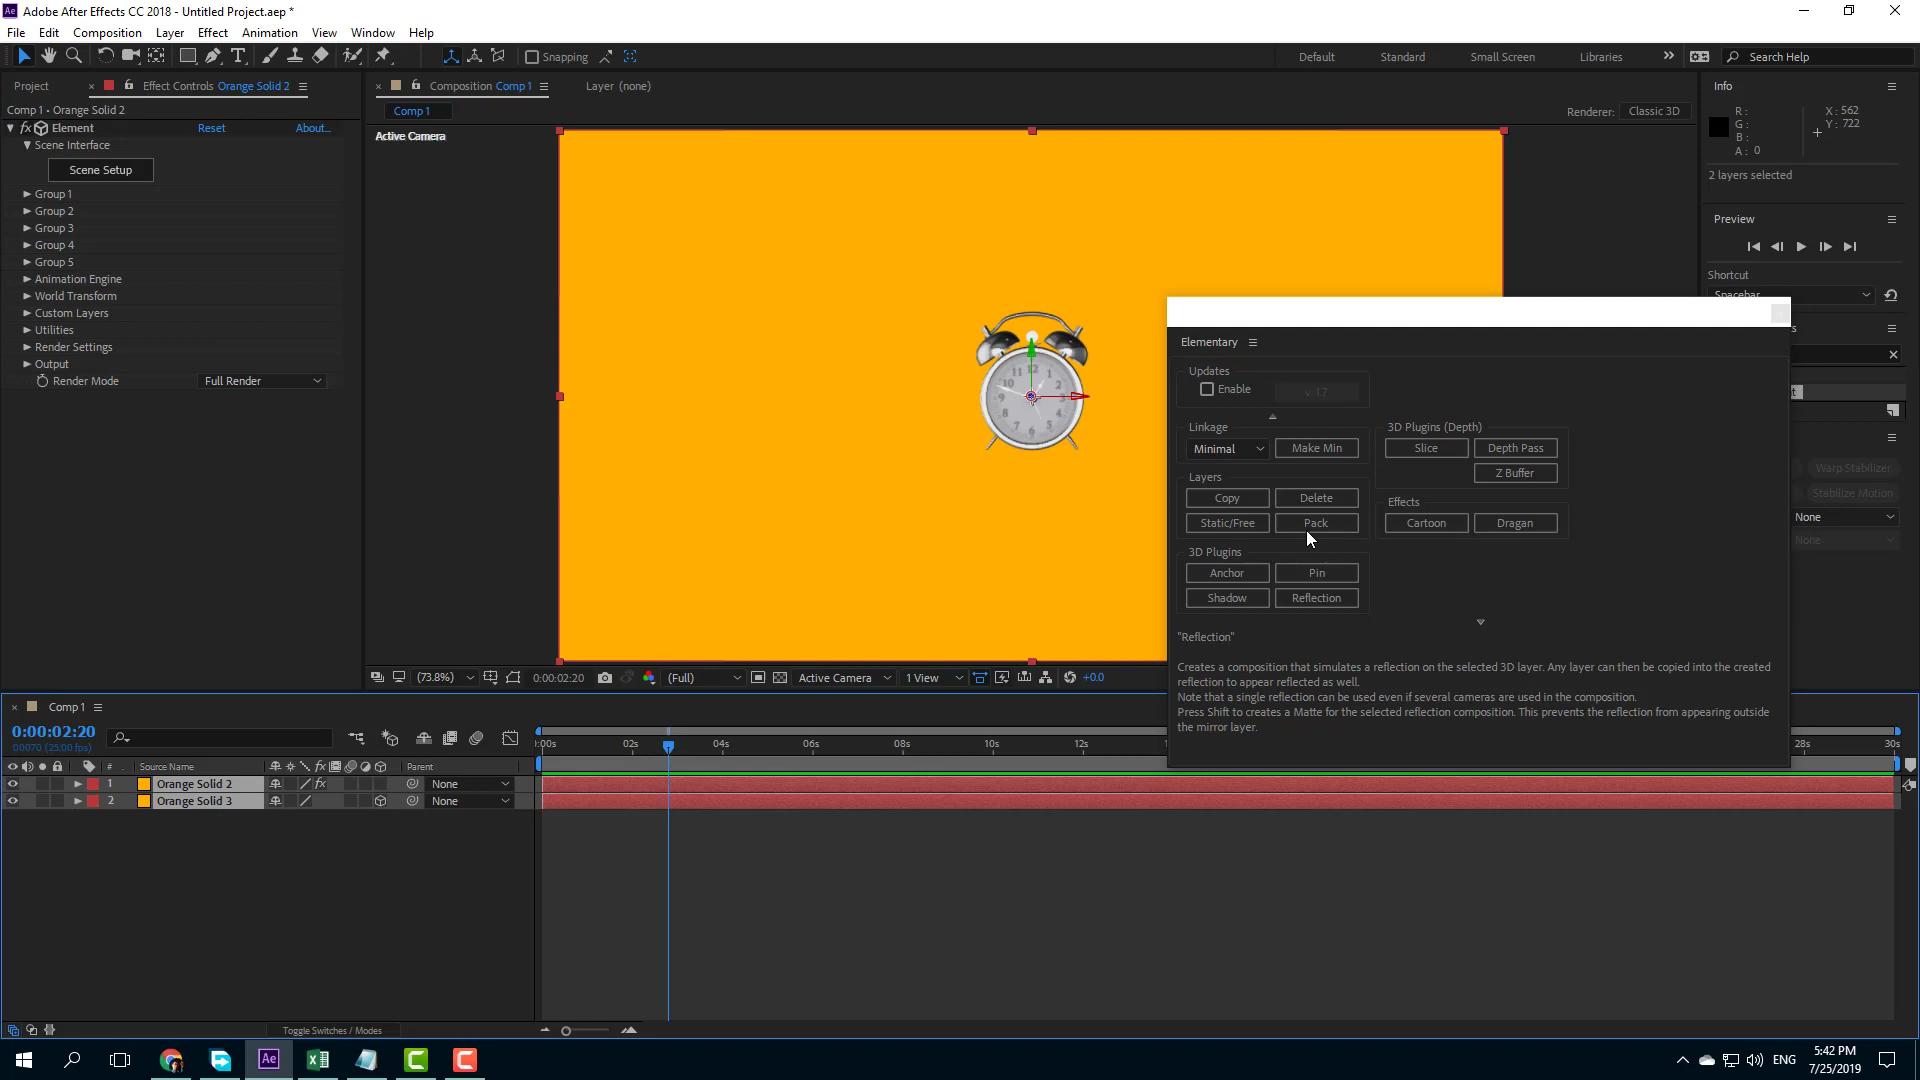 Ae Adobe After Effects CC 2018 - Untitled Project.aep *
File Edit Composition Layer Effect Animation View Window Help
Snapping Default Standard Small Screen Libraries Search Help
Project Effect Controls Orange Solid 2
Comp 1 • Orange Solid 2
fx Element Reset About...
Scene Interface
Scene Setup
Group 1
Group 2
Group 3
Group 4
Group 5
Animation Engine
World Transform
Custom Layers
Utilities
Render Settings
Output
Render Mode Full Render
Composition Comp 1
Layer (none)
Comp 1
Renderer: Classic 3D
Active Camera
Info
R : X : 562
G : Y : 722
B :
A : 0
2 layers selected
Preview
Shortcut
Spacebar
Elementary
Updates
Enable v. 1.7
Linkage
Minimal Make Min
Layers
Copy Delete
Static/Free Pack
3D Plugins
Anchor Pin
Shadow Reflection
3D Plugins (Depth)
Slice Depth Pass
Z Buffer
Effects
Cartoon Dragan
"Reflection"
Creates a composition that simulates a reflection on the selected 3D layer. Any layer can then be copied into the created
reflection to appear reflected as well.
Note that a single reflection can be used even if several cameras are used in the composition.
Press Shift to creates a Matte for the selected reflection composition. This prevents the reflection from appearing outside
the mirror layer.
Warp Stabilizer
Stabilize Motion
None
None
(73.8%) 0:00:02:20 (Full) Active Camera 1 View +0.0
Comp 1
0:00:02:20
00070 (25.00 fps)
:00s 02s 04s 06s 08s 10s 12s 28s 30s
# Source Name fx Parent
1 Orange Solid 2 fx None
2 Orange Solid 3 None
Toggle Switches / Modes
Ae
ENG
5:42 PM
7/25/2019